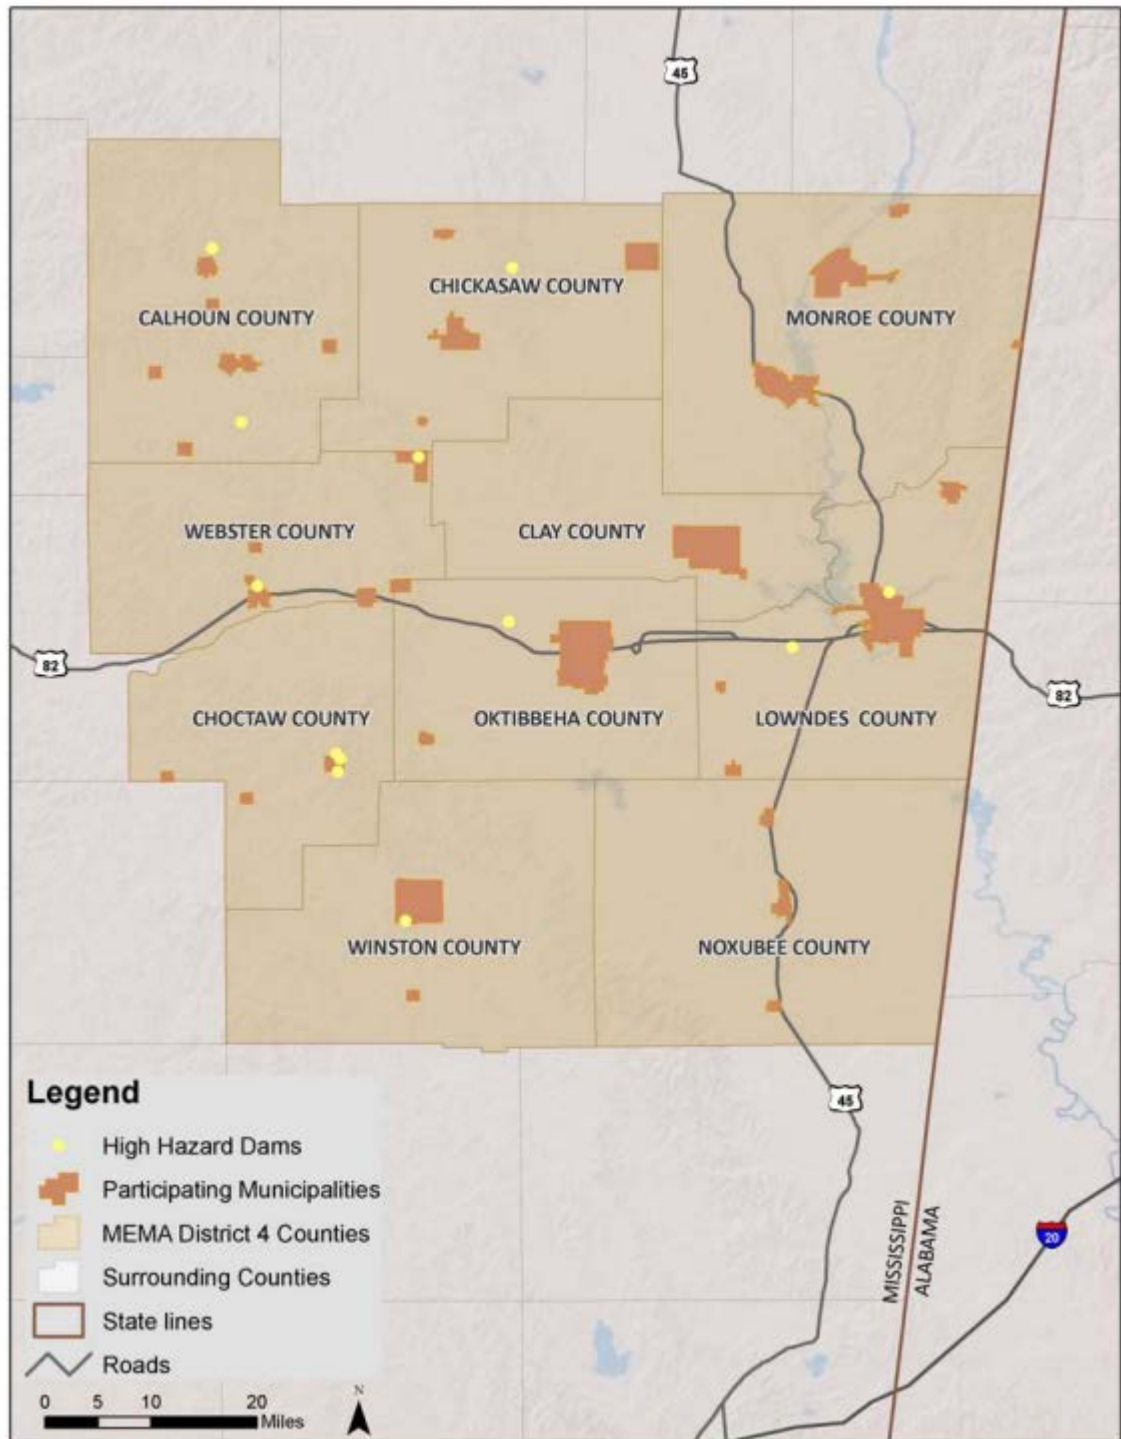 45
CHICKASAW COUNTY
CALHOUN COUNTY
MONROE COUNTY
WEBSTER COUNTY
CLAY COUNTY
82
82
CHOCTAW COUNTY
OKTIBBEHA COUNTY
LOWNDES COUNTY
WINSTON COUNTY
NOXUBEE COUNTY
45
Legend
High Hazard Dams
Participating Municipalities
MEMA District 4 Counties
Surrounding Counties
State lines
Roads
0 5 10 20
Miles
N
MISSISSIPPI
ALABAMA
20